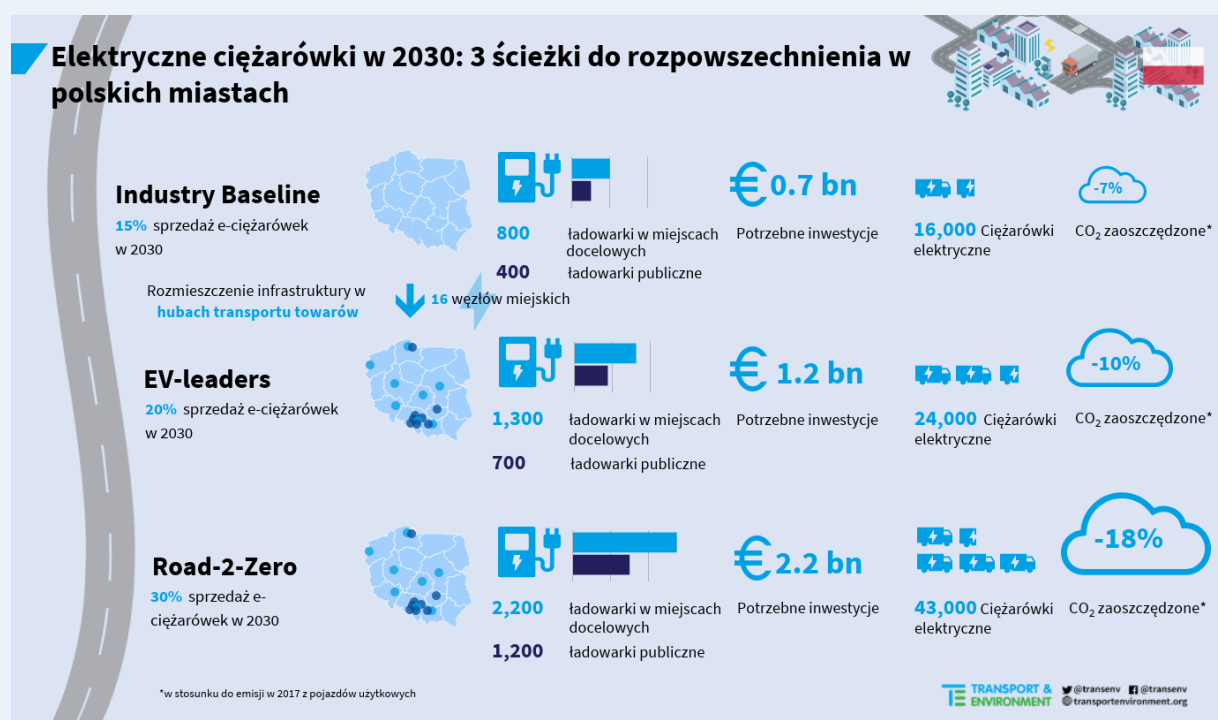 Elektryczne ciężarówki w 2030: 3 ścieżki do rozpowszechnienia w
polskich miastach
Industry Baseline
15% sprzedaż e-ciężarówek
w 2030
800 ładowarki w miejscach
docelowych
400 ładowarki publiczne
€0.7 bn
Potrzebne inwestycje
16,000 Ciężarówki
elektryczne
-7%
CO2 zaoszczędzone*
Rozmieszczenie infrastruktury w
hubach transportu towarów
16 węzłów miejskich
EV-leaders
20% sprzedaż e-ciężarówek
w 2030
1,300 ładowarki w miejscach
docelowych
700 ładowarki publiczne
€ 1.2 bn
Potrzebne inwestycje
24,000 Ciężarówki
elektryczne
-10%
CO2 zaoszczędzone*
Road-2-Zero
30% sprzedaż e-
ciężarówek w 2030
2,200 ładowarki w miejscach
docelowych
1,200 ładowarki publiczne
€2.2 bn
Potrzebne inwestycje
43,000 Ciężarówki
elektryczne
-18%
CO2 zaoszczędzone*
*w stosunku do emisji w 2017 z pojazdów użytkowych
TE TRANSPORT &
ENVIRONMENT
@transenv @transenv
transportenvironment.org